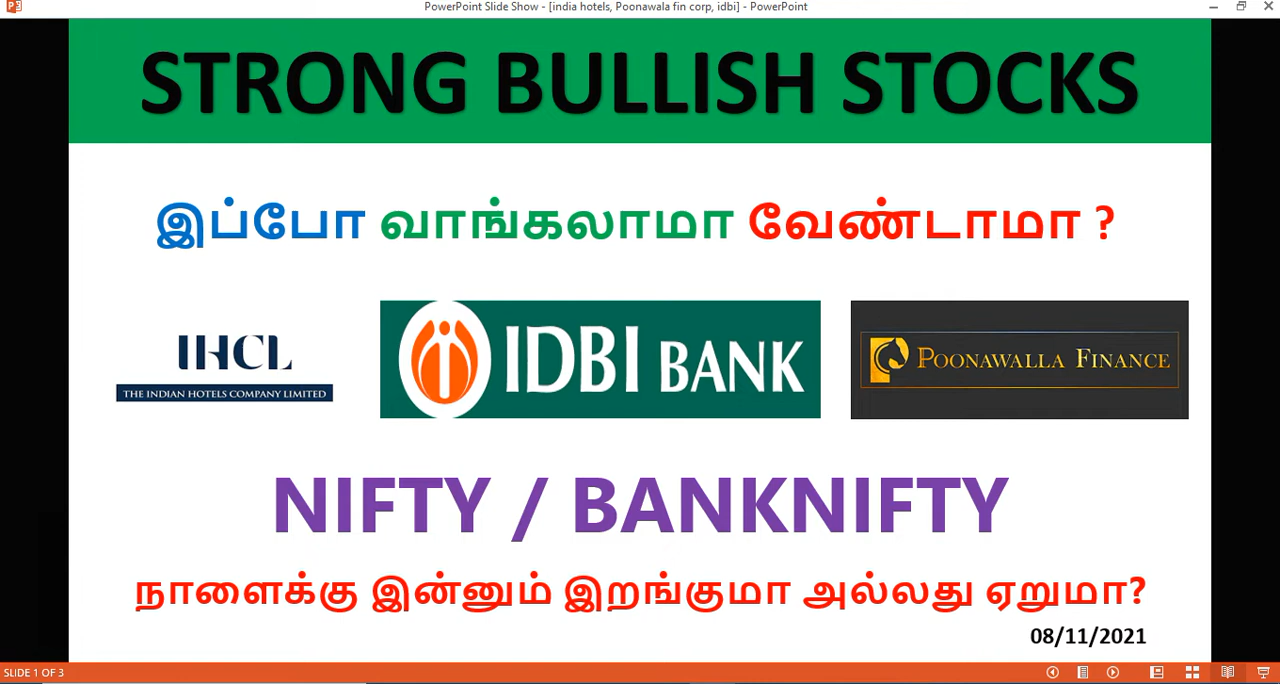 PowerPoint Slide Show - [india hotels, Poonawala fin corp, idbi] - PowerPoint
STRONG BULLISH STOCKS
இப்போ வாங்கலாமா வேண்டாமா ?
IHCL
THE INDIAN HOTELS COMPANY LIMITED
IDBI BANK
POONAWALLA FINANCE
NIFTY / BANKNIFTY
நாளைக்கு இன்னும் இறங்குமா அல்லது ஏறுமா?
08/11/2021
SLIDE 1 OF 3